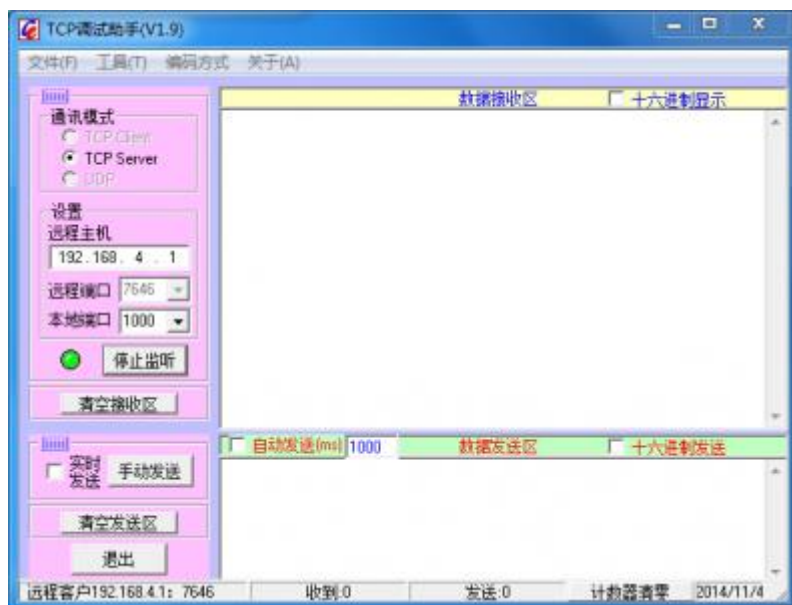 TCP调试助手(V1.9)
文件(F) 工具(T) 编码方式 关于(A)
通讯模式
TCP Client
TCP Server
UDP
设置
远程主机
192.168. 4 . 1
远程端口 7646
本地端口 1000
停止监听
清空接收区
数据接收区 十六进制显示
自动发送(ms) 1000 数据发送区 十六进制发送
实时
发送
手动发送
清空发送区
退出
远程客户192.168.4.1: 7646 收到:0 发送:0 计数器清零 2014/11/4